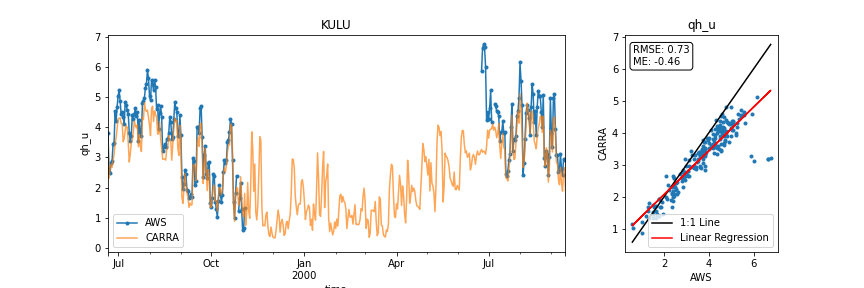 KULU
qh_u
7
6
5
4
3
2
1
0
qh_u
AWS
CARRA
Jul
Oct
Jan
2000
Apr
Jul
time
qh_u
RMSE: 0.73
ME: -0.46
7
6
5
4
3
2
1
CARRA
1:1 Line
Linear Regression
2
4
6
AWS